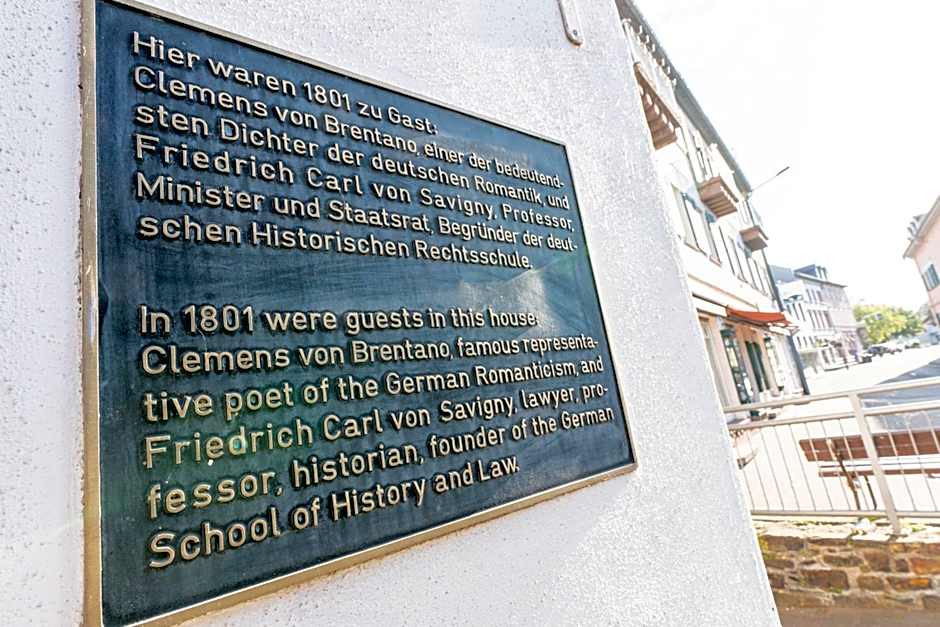 Hier waren 1801 zu Gast:
Clemens von Brentano, einer der bedeutend-
sten Dichter der deutschen Romantik, und
Friedrich Carl von Savigny, Professor,
Minister und Staatsrat, Begründer der deut-
schen Historischen Rechtsschule.
In 1801 were guests in this house:
Clemens von Brentano, famous representa-
tive poet of the German Romanticism, and
Friedrich Carl von Savigny, lawyer, pro-
fessor, historian, founder of the German
School of History and Law.